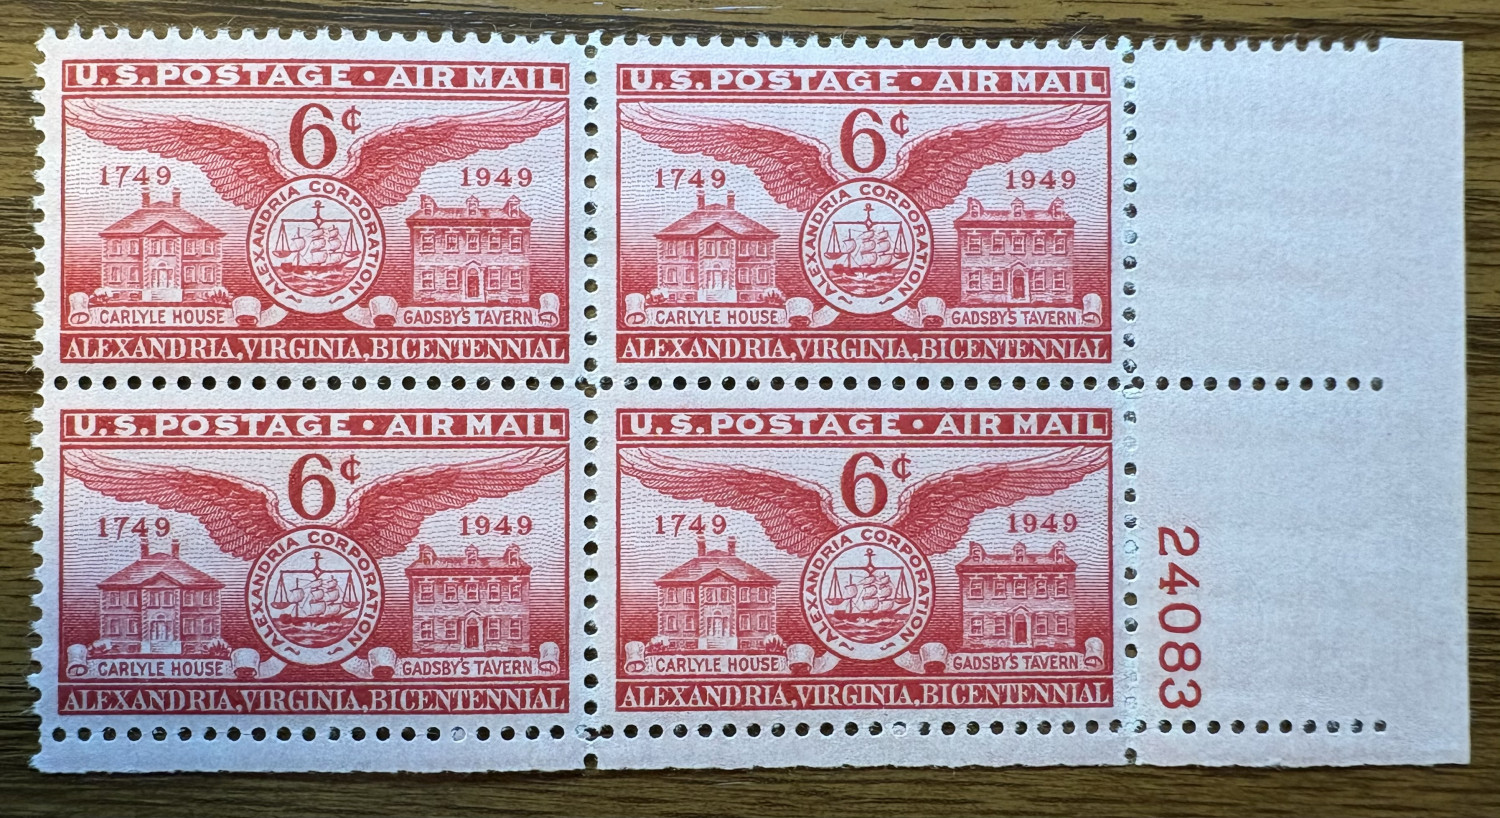 U.S. POSTAGE • AIR MAIL
6¢
1749 1949
ALEXANDRIA CORPORATION
CARLYLE HOUSE GADSBY'S TAVERN
ALEXANDRIA, VIRGINIA, BICENTENNIAL
U.S. POSTAGE • AIR MAIL
6¢
1749 1949
ALEXANDRIA CORPORATION
CARLYLE HOUSE GADSBY'S TAVERN
ALEXANDRIA, VIRGINIA, BICENTENNIAL
U.S. POSTAGE • AIR MAIL
6¢
1749 1949
ALEXANDRIA CORPORATION
CARLYLE HOUSE GADSBY'S TAVERN
ALEXANDRIA, VIRGINIA, BICENTENNIAL
U.S. POSTAGE • AIR MAIL
6¢
1749 1949
ALEXANDRIA CORPORATION
CARLYLE HOUSE GADSBY'S TAVERN
ALEXANDRIA, VIRGINIA, BICENTENNIAL
24083